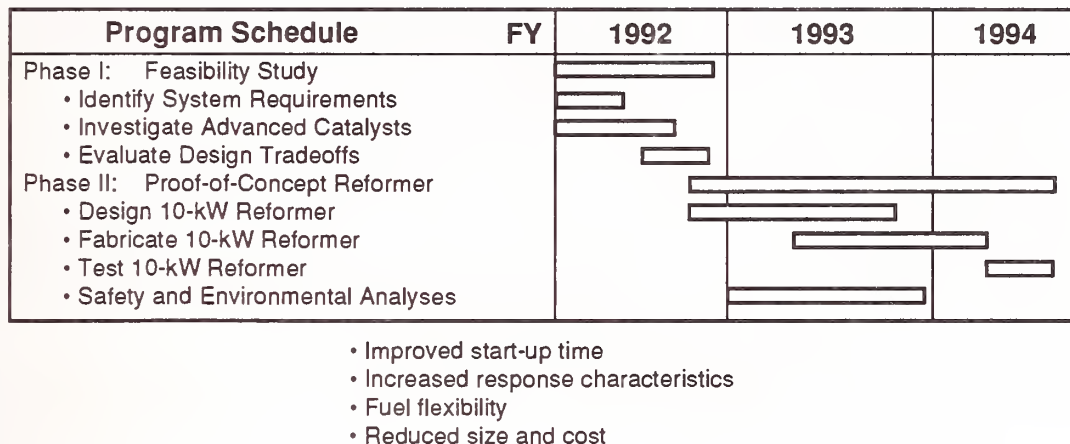 Program Schedule FY 1992 1993 1994
Phase I: Feasibility Study
• Identify System Requirements
• Investigate Advanced Catalysts
• Evaluate Design Tradeoffs
Phase II: Proof-of-Concept Reformer
• Design 10-kW Reformer
• Fabricate 10-kW Reformer
• Test 10-kW Reformer
• Safety and Environmental Analyses
• Improved start-up time
• Increased response characteristics
• Fuel flexibility
• Reduced size and cost